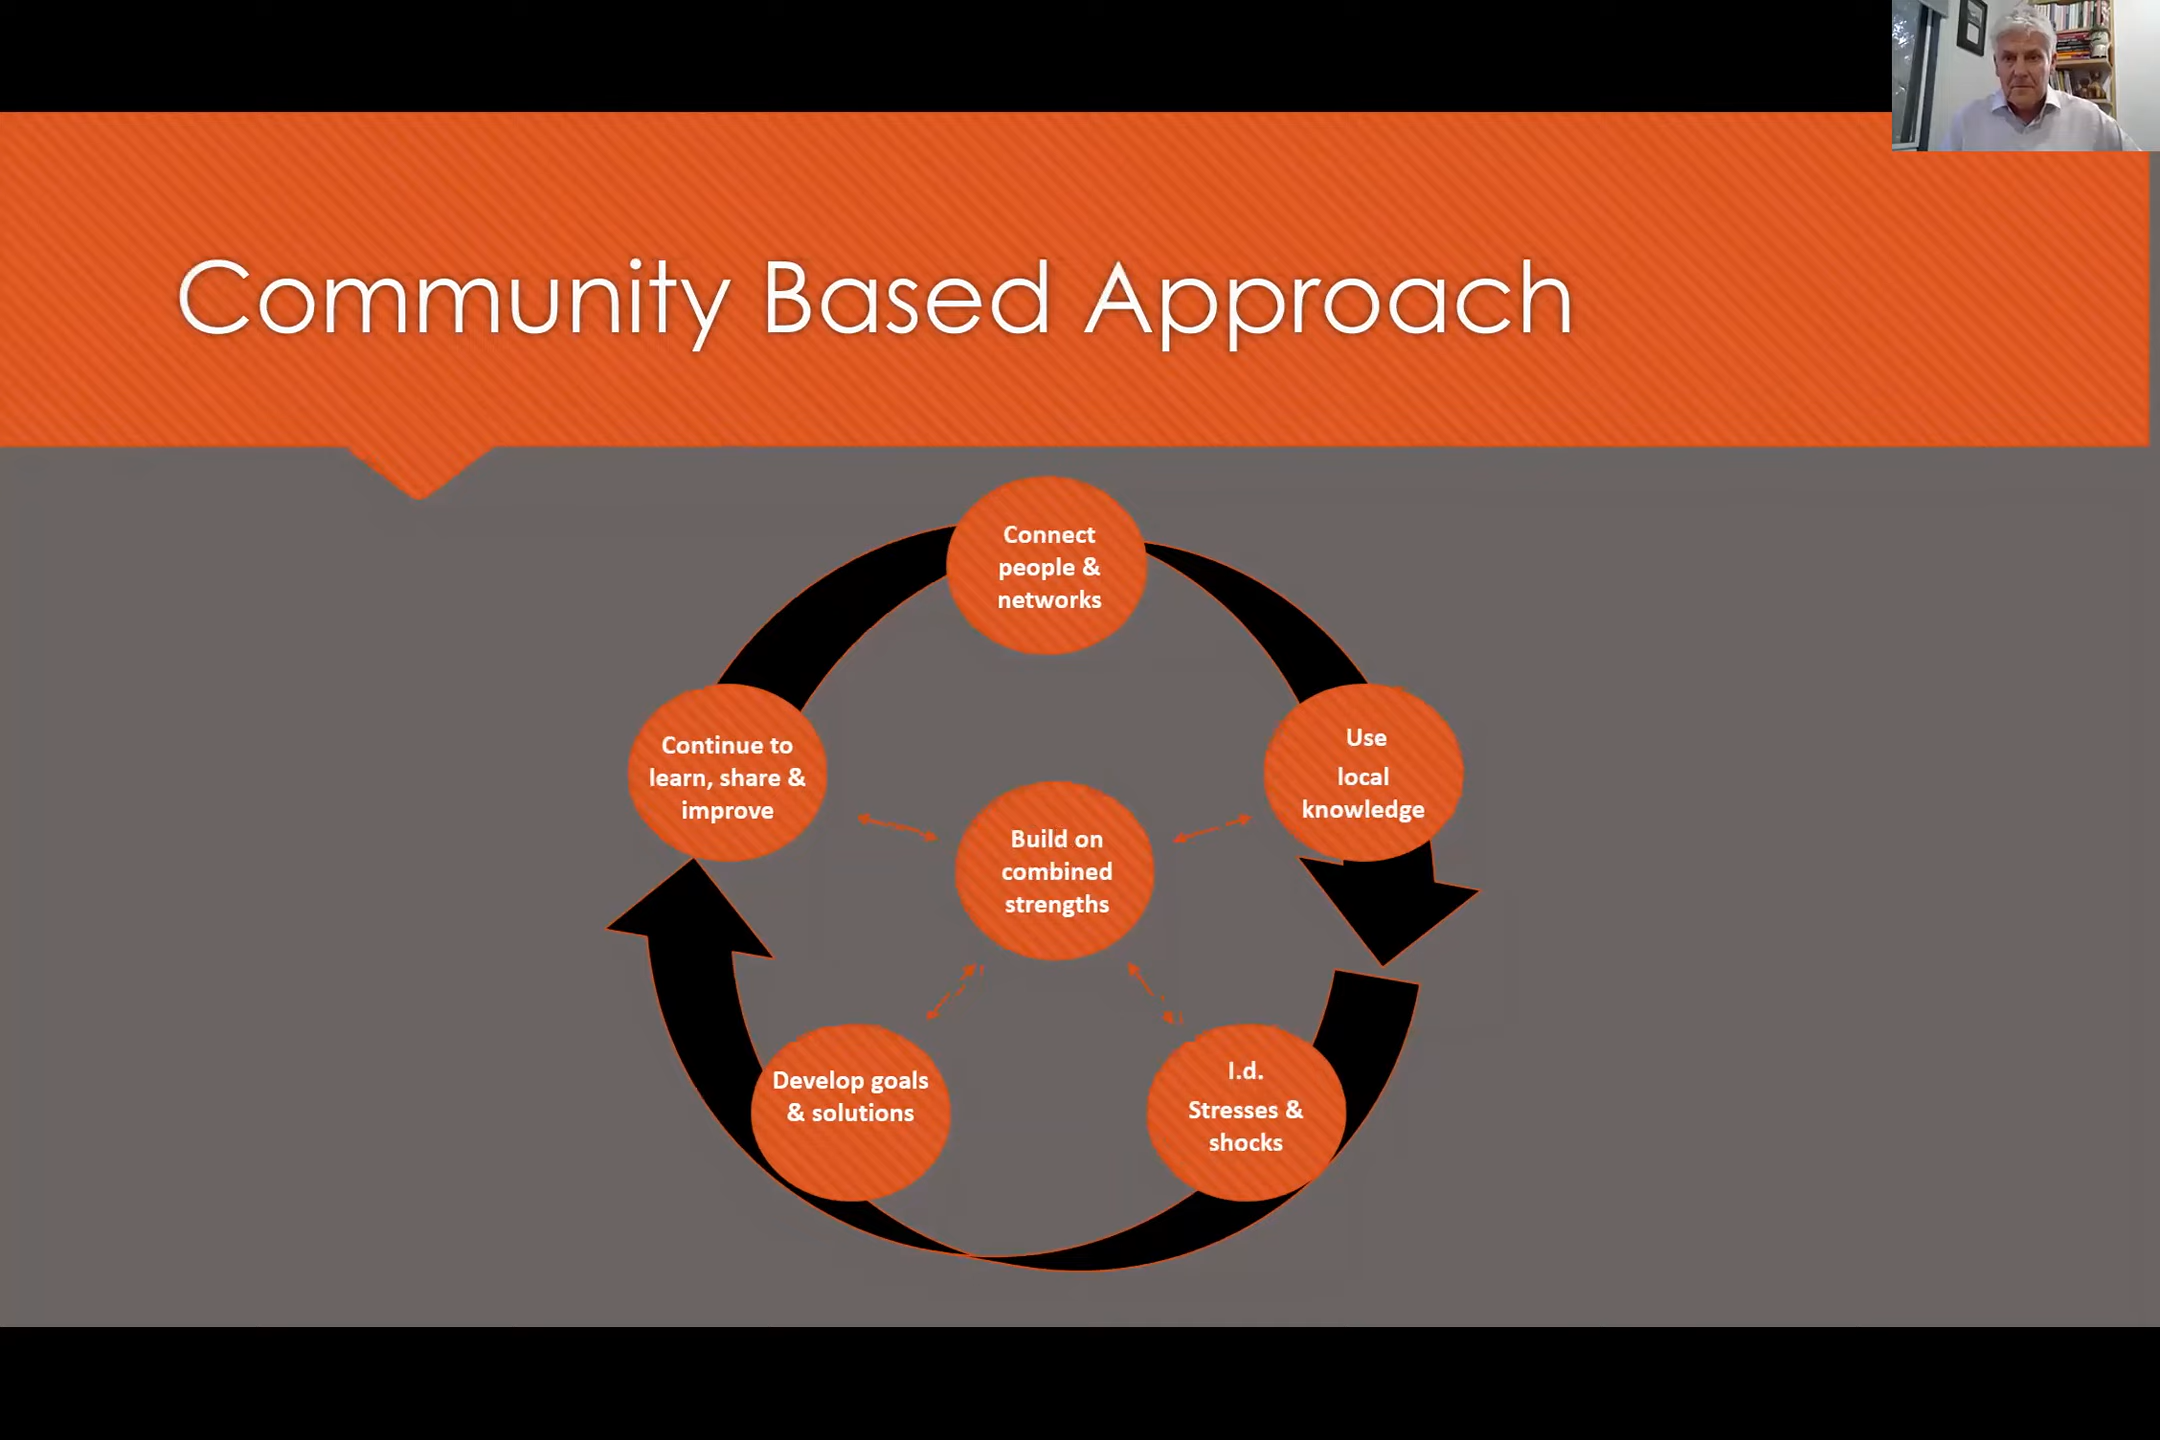 Community Based Approach
Connect
people &
networks
Use
local
knowledge
I.d.
Stresses &
shocks
Develop goals
& solutions
Continue to
learn, share &
improve
Build on
combined
strengths